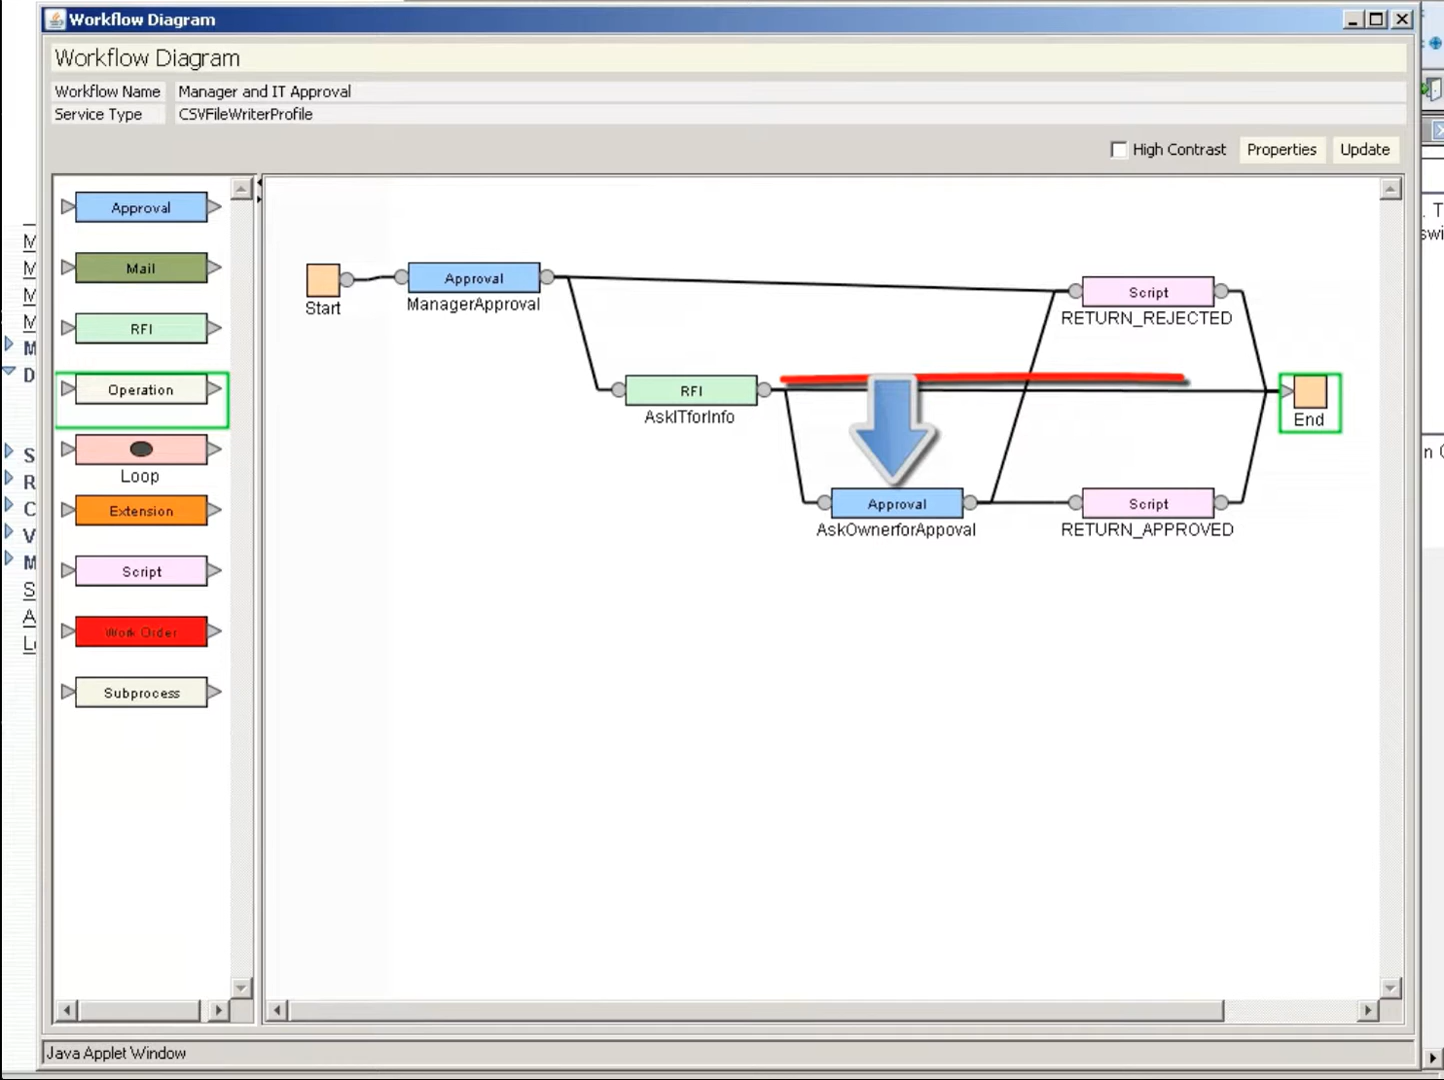 Workflow Diagram
Workflow Diagram
Workflow Name Manager and IT Approval
Service Type CSVFileWriterProfile
High Contrast Properties Update
Approval
Mail
RFI
Operation
Loop
Extension
Script
Work Order
Subprocess
Start
Approval
ManagerApproval
Script
RETURN_REJECTED
RFI
AskITforInfo
End
Approval
AskOwnerforAppoval
Script
RETURN_APPROVED
Java Applet Window
M
M
M
M
M
D
S
R
C
V
M
S
A